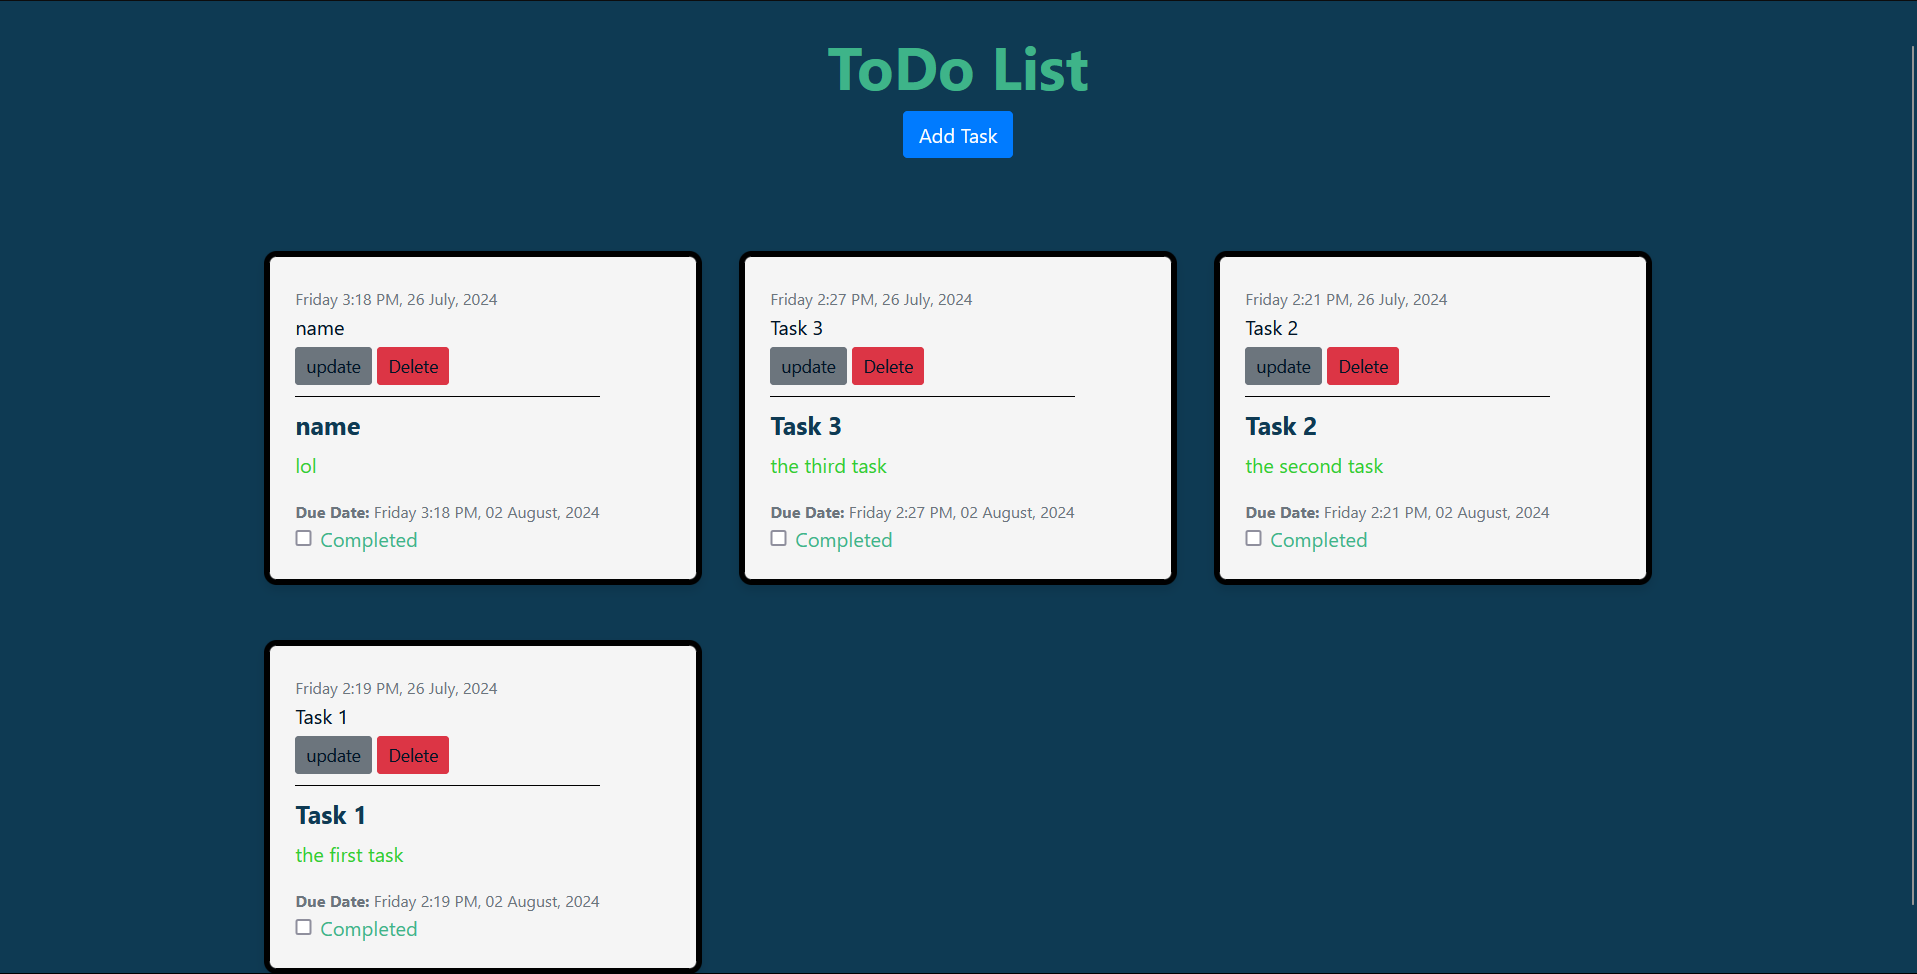 ToDo List
Add Task
Friday 3:18 PM, 26 July, 2024
name
update Delete
name
lol
Due Date: Friday 3:18 PM, 02 August, 2024
Completed
Friday 2:27 PM, 26 July, 2024
Task 3
update Delete
Task 3
the third task
Due Date: Friday 2:27 PM, 02 August, 2024
Completed
Friday 2:21 PM, 26 July, 2024
Task 2
update Delete
Task 2
the second task
Due Date: Friday 2:21 PM, 02 August, 2024
Completed
Friday 2:19 PM, 26 July, 2024
Task 1
update Delete
Task 1
the first task
Due Date: Friday 2:19 PM, 02 August, 2024
Completed